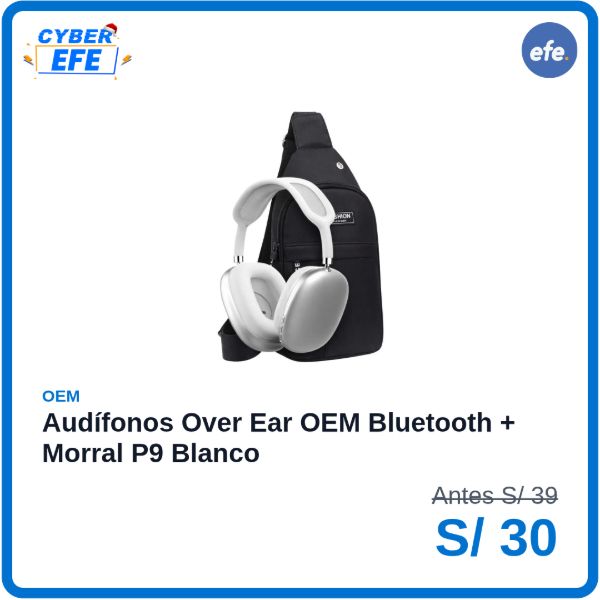 CYBER
EFE
efe.
OEM
Audífonos Over Ear OEM Bluetooth +
Morral P9 Blanco
Antes S/ 39
S/ 30